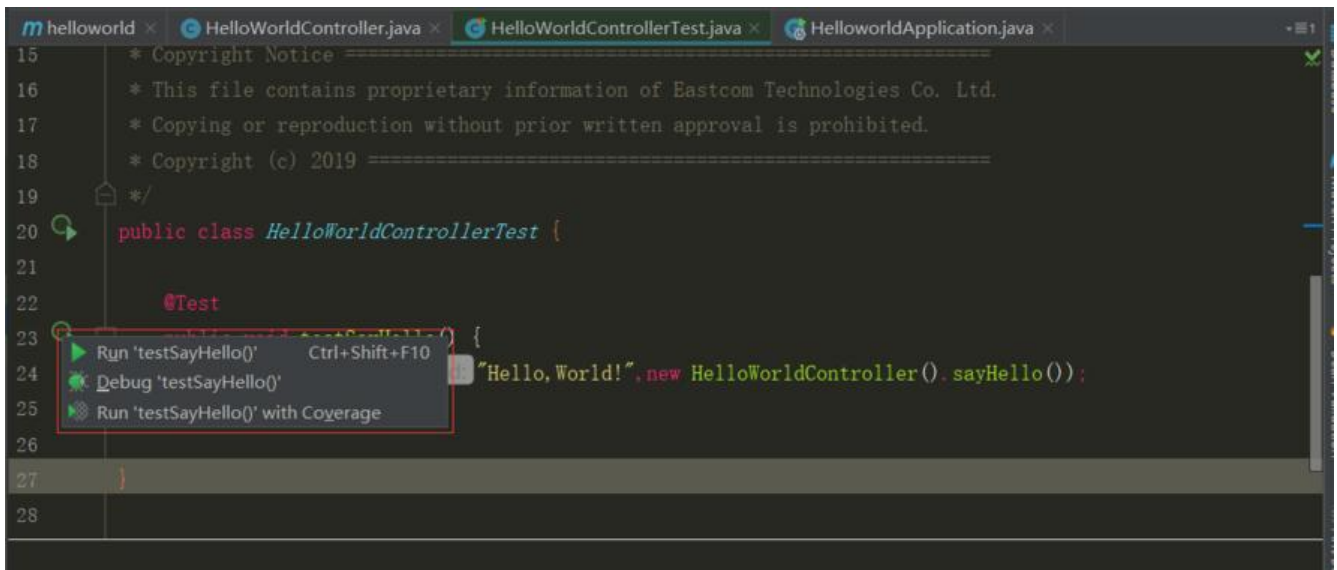 m helloworld × HelloWorldController.java × HelloWorldControllerTest.java × HelloworldApplication.java ×
15 * Copyright Notice =========================================================
16 * This file contains proprietary information of Eastcom Technologies Co. Ltd.
17 * Copying or reproduction without prior written approval is prohibited.
18 * Copyright (c) 2019 =======================================================
19 */
20 public class HelloWorldControllerTest {
21
22 @Test
23 () {
Run 'testSayHello()' Ctrl+Shift+F10
24 "Hello,World!",new HelloWorldController().sayHello());
Debug 'testSayHello()'
25
Run 'testSayHello()' with Coverage
26
27 }
28